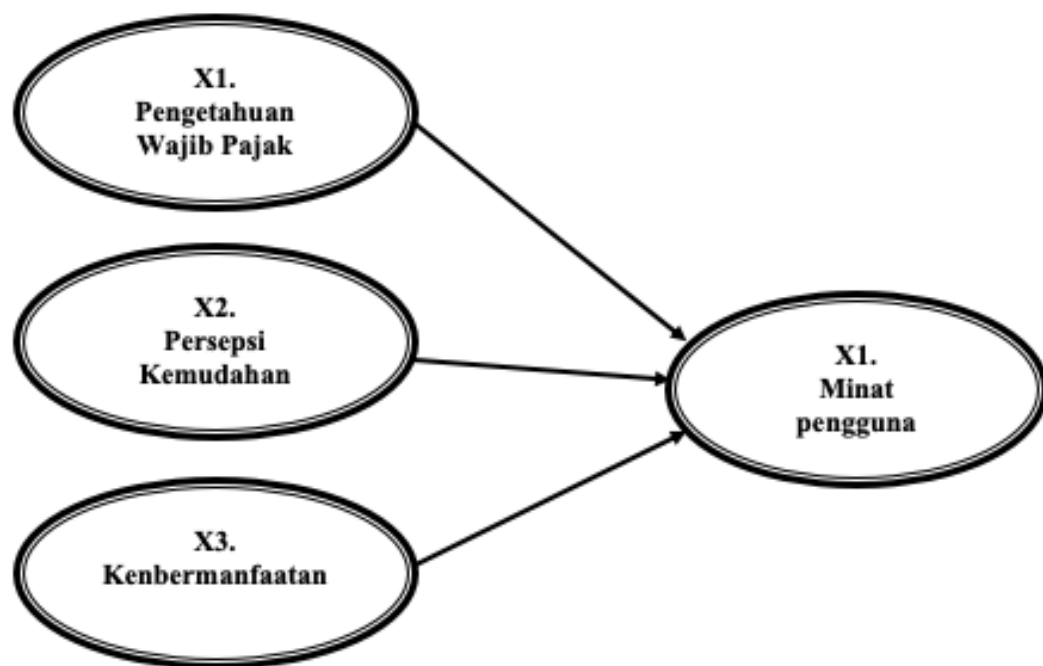 X1.
Pengetahuan
Wajib Pajak
X2.
Persepsi
Kemudahan
X3.
Kenbermanfaatan
X1.
Minat
pengguna